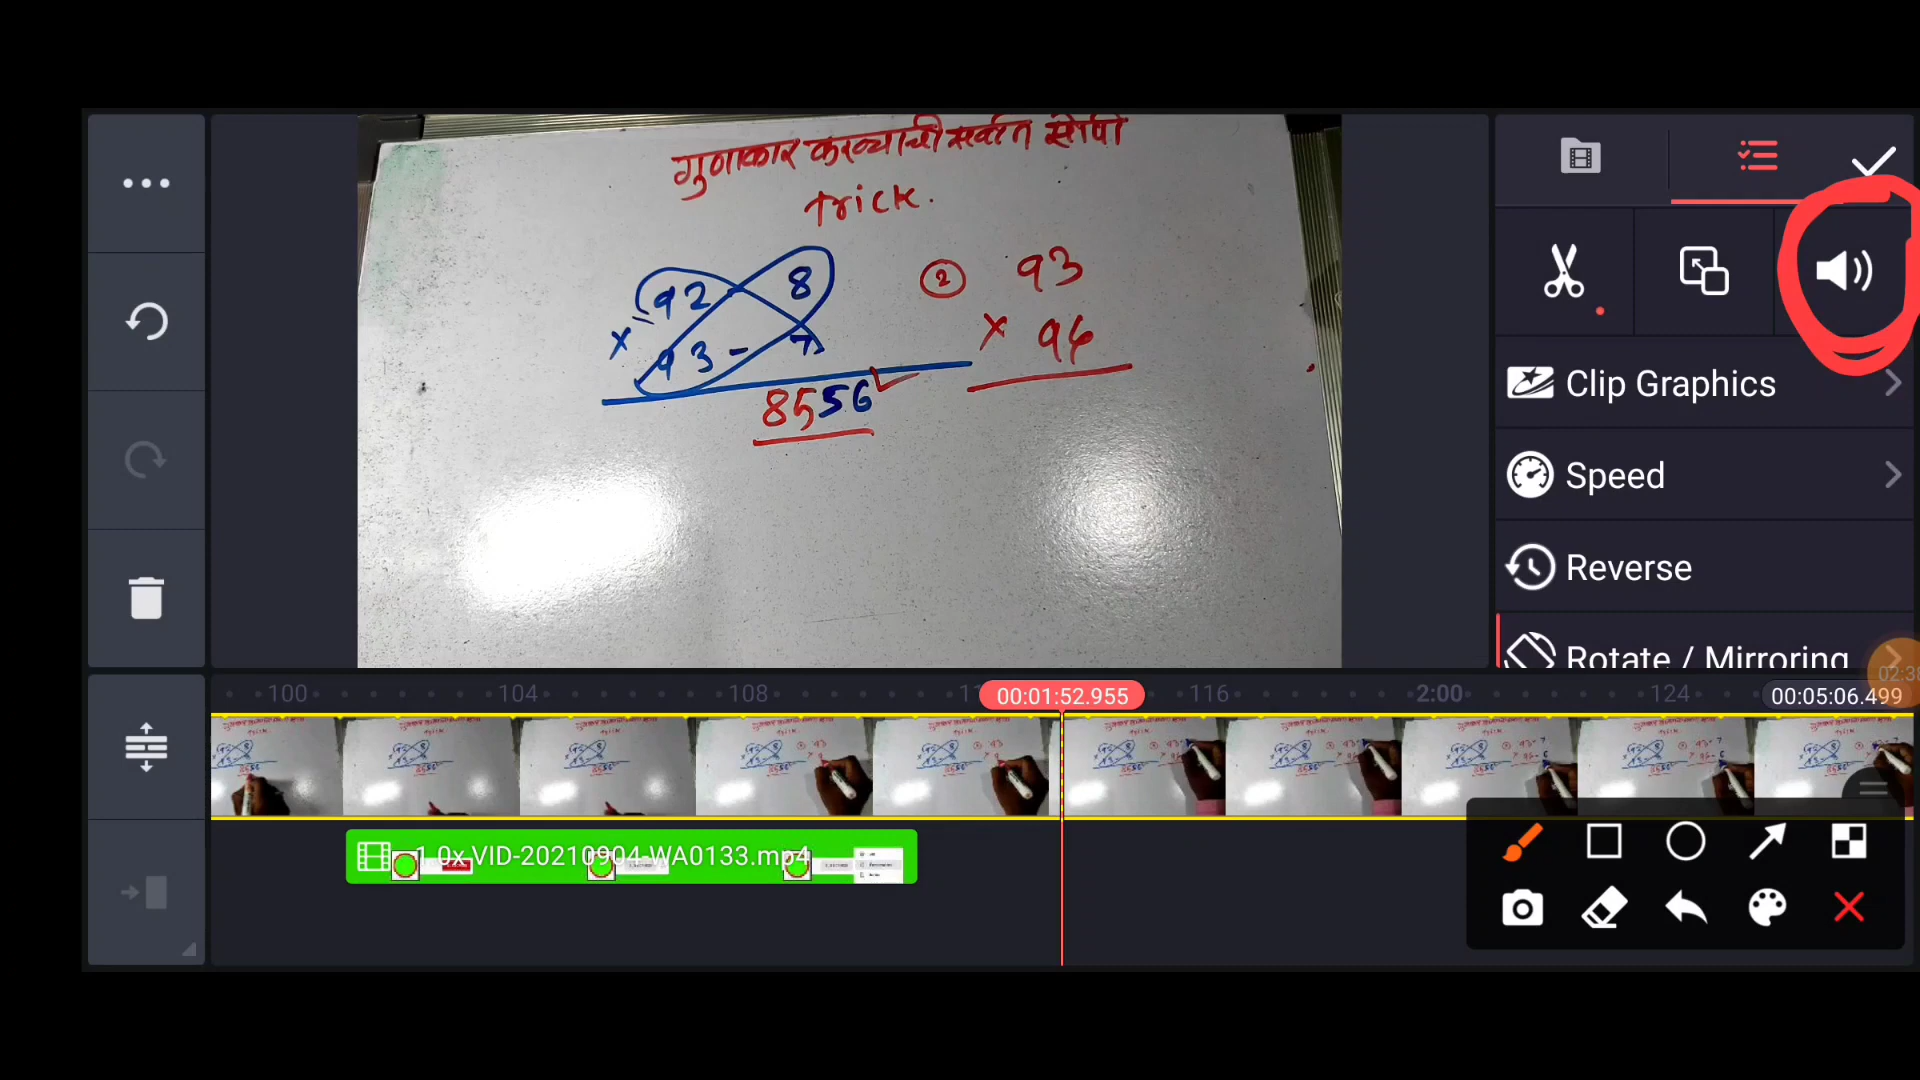 गुणाकार करण्याची सर्वात सोपी
trick.
92 8
x 93 - 7
8556
② 93
x 96
Clip Graphics
Speed
Reverse
Rotate / Mirroring
02:38
100 104 108 00:01:52.955 116 2:00 124 00:05:06.499
1.0x VID-20210904-WA0133.mp4